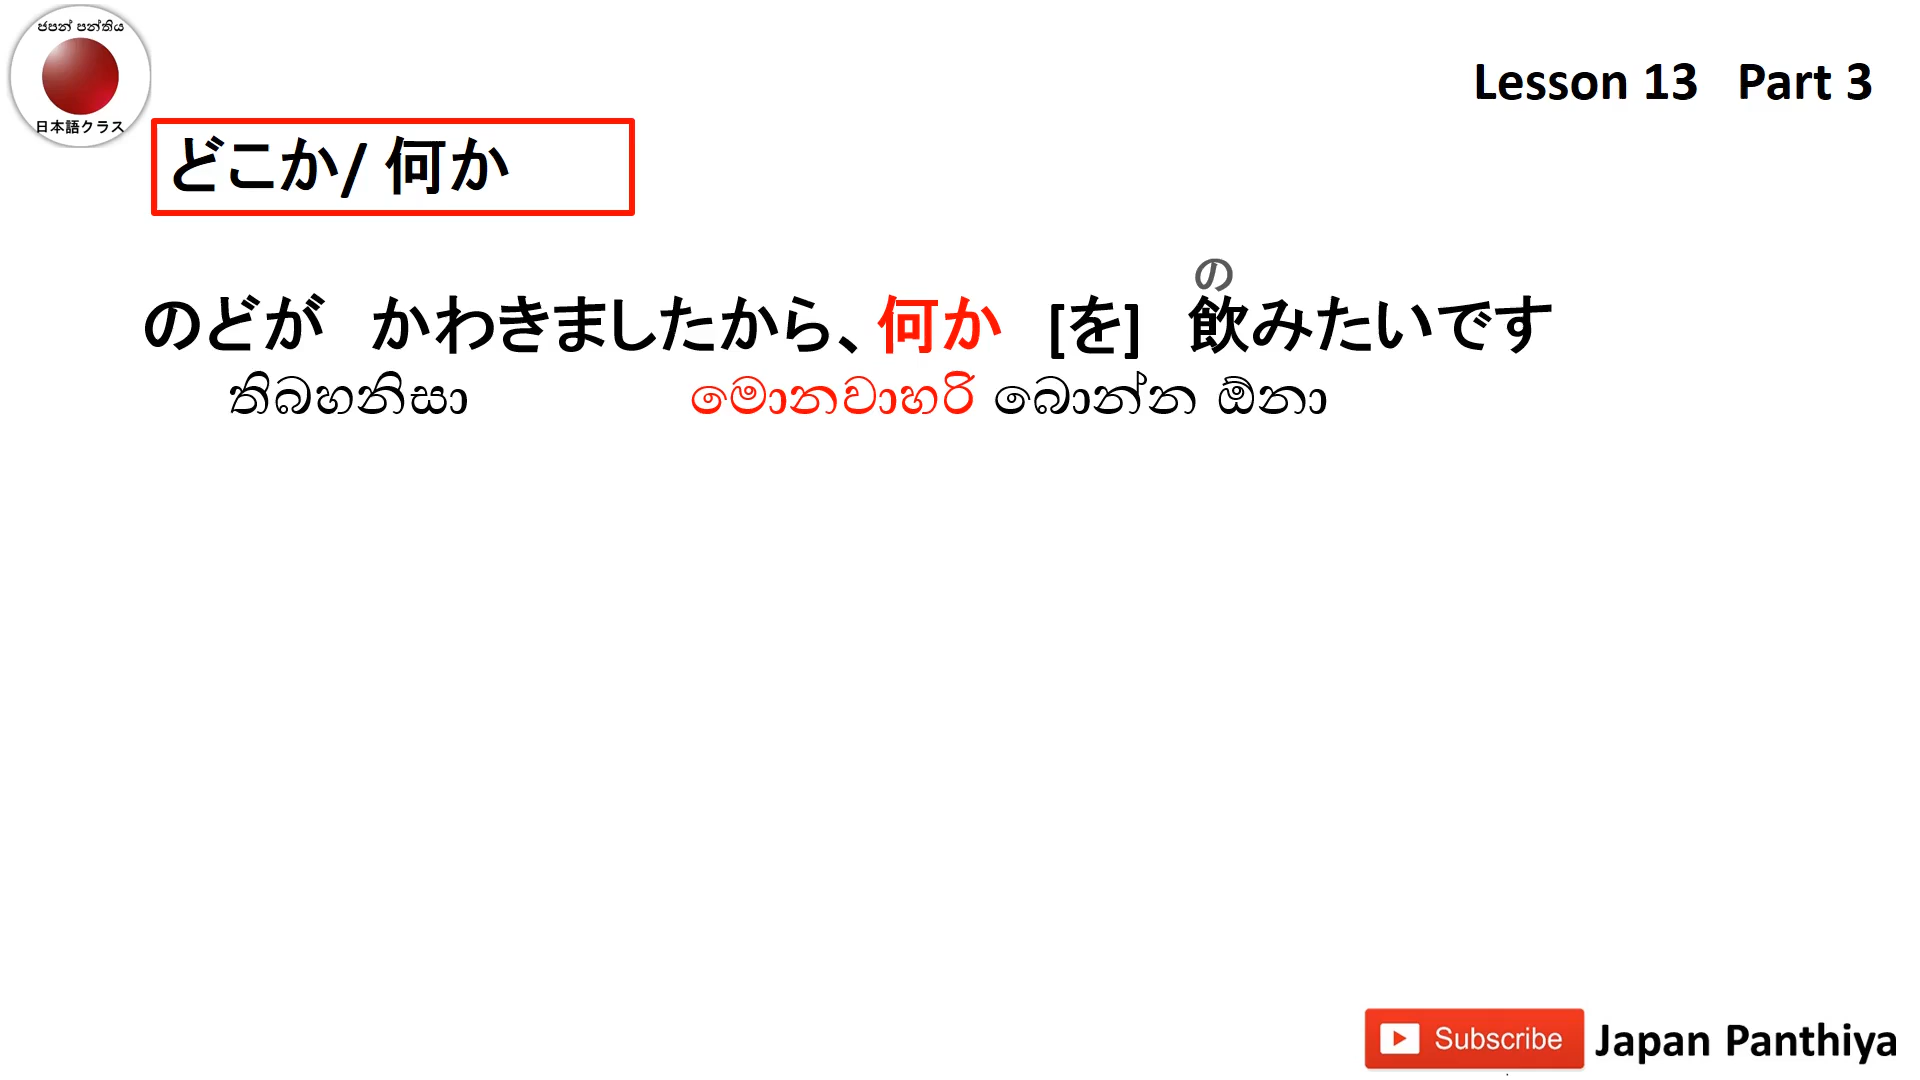 ජපන් පන්තිය
日本語クラス
Lesson 13 Part 3
どこか/ 何か
の
のどが かわきましたから、何か [を] 飲みたいです
තිබහනිසා මොනවාහරි බොන්න ඕනා
Subscribe Japan Panthiya